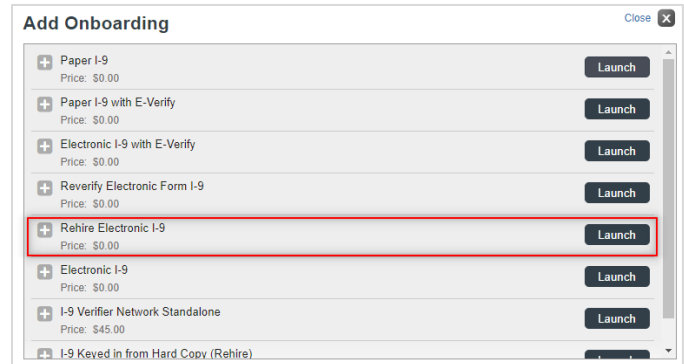 Add Onboarding
Close
Paper I-9
Price: $0.00
Launch
Paper I-9 with E-Verify
Price: $0.00
Launch
Electronic I-9 with E-Verify
Price: $0.00
Launch
Reverify Electronic Form I-9
Price: $0.00
Launch
Rehire Electronic I-9
Price: $0.00
Launch
Electronic I-9
Price: $0.00
Launch
I-9 Verifier Network Standalone
Price: $45.00
Launch
I-9 Keyed in from Hard Copy (Rehire)